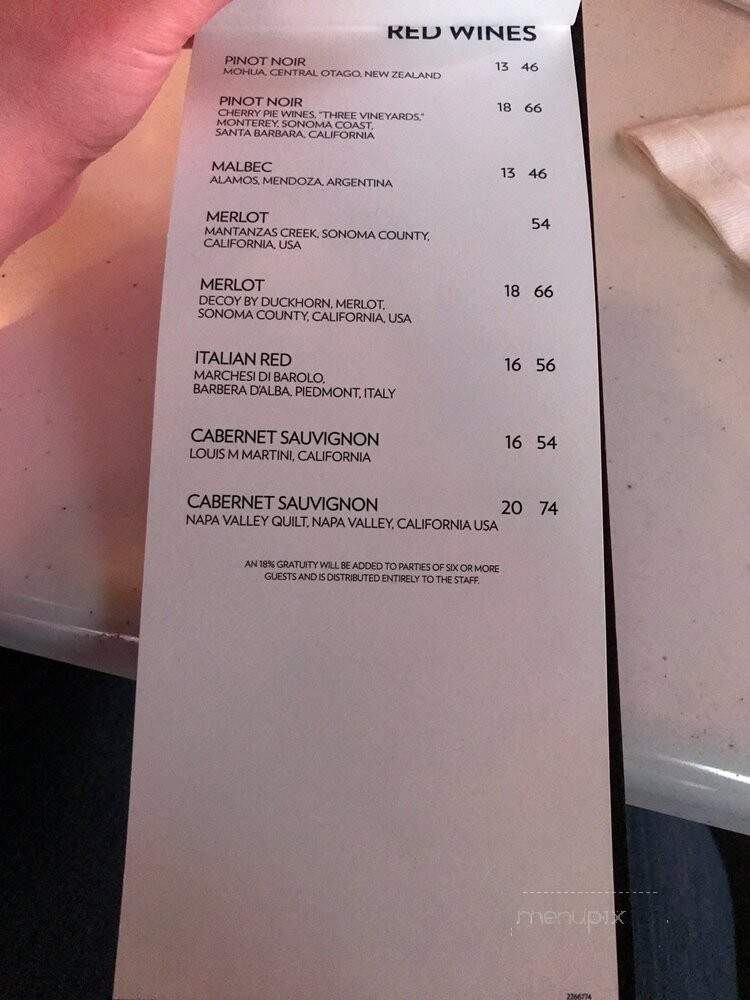 RED WINES
PINOT NOIR 13 46
MOHUA, CENTRAL OTAGO, NEW ZEALAND
PINOT NOIR 18 66
CHERRY PIE WINES, "THREE VINEYARDS,"
MONTEREY, SONOMA COAST,
SANTA BARBARA, CALIFORNIA
MALBEC 13 46
ALAMOS, MENDOZA, ARGENTINA
MERLOT 54
MANTANZAS CREEK, SONOMA COUNTY,
CALIFORNIA, USA
MERLOT 18 66
DECOY BY DUCKHORN, MERLOT,
SONOMA COUNTY, CALIFORNIA, USA
ITALIAN RED 16 56
MARCHESI DI BAROLO,
BARBERA D'ALBA, PIEDMONT, ITALY
CABERNET SAUVIGNON 16 54
LOUIS M MARTINI, CALIFORNIA
CABERNET SAUVIGNON 20 74
NAPA VALLEY QUILT, NAPA VALLEY, CALIFORNIA USA
AN 18% GRATUITY WILL BE ADDED TO PARTIES OF SIX OR MORE
GUESTS AND IS DISTRIBUTED ENTIRELY TO THE STAFF.
menupix
2266774